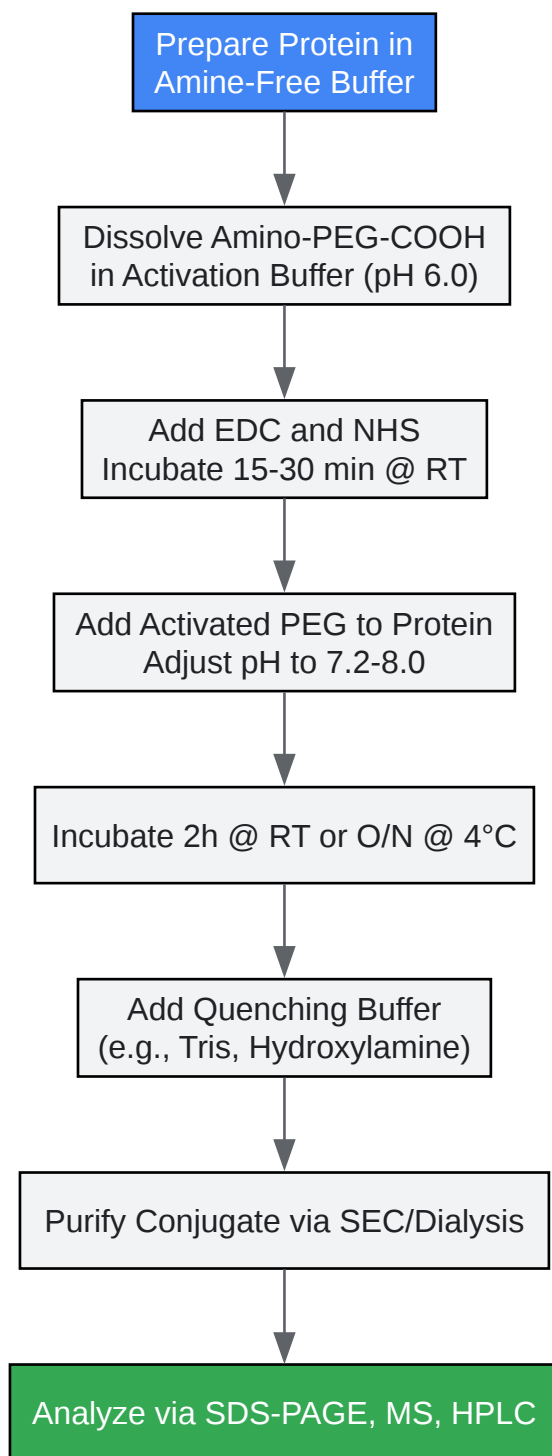 Prepare Protein in
Amine-Free Buffer
Dissolve Amino-PEG-COOH
in Activation Buffer (pH 6.0)
Add EDC and NHS
Incubate 15-30 min @ RT
Add Activated PEG to Protein
Adjust pH to 7.2-8.0
Incubate 2h @ RT or O/N @ 4°C
Add Quenching Buffer
(e.g., Tris, Hydroxylamine)
Purify Conjugate via SEC/Dialysis
Analyze via SDS-PAGE, MS, HPLC